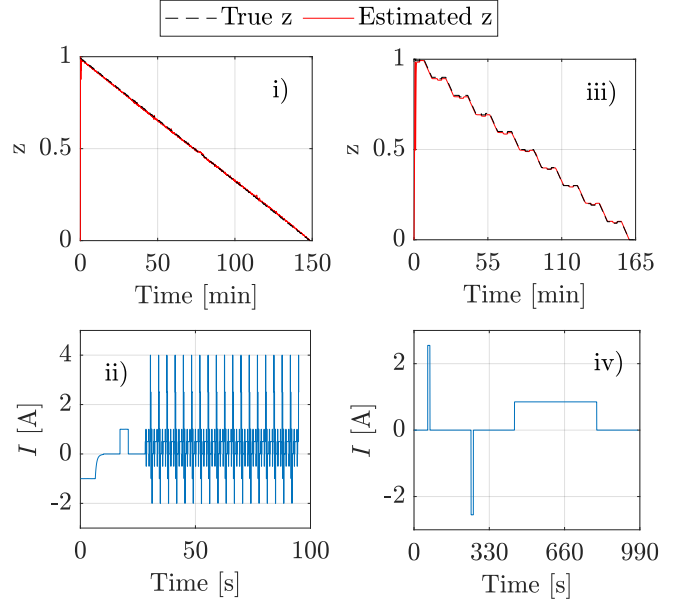 True z Estimated z
1
0.5
0
z
i)
0 50 100 150
Time [min]
1
0.5
0
z
iii)
0 55 110 165
Time [min]
4
2
0
-2
I [A]
ii)
0 50 100
Time [s]
2
0
-2
I [A]
iv)
0 330 660 990
Time [s]